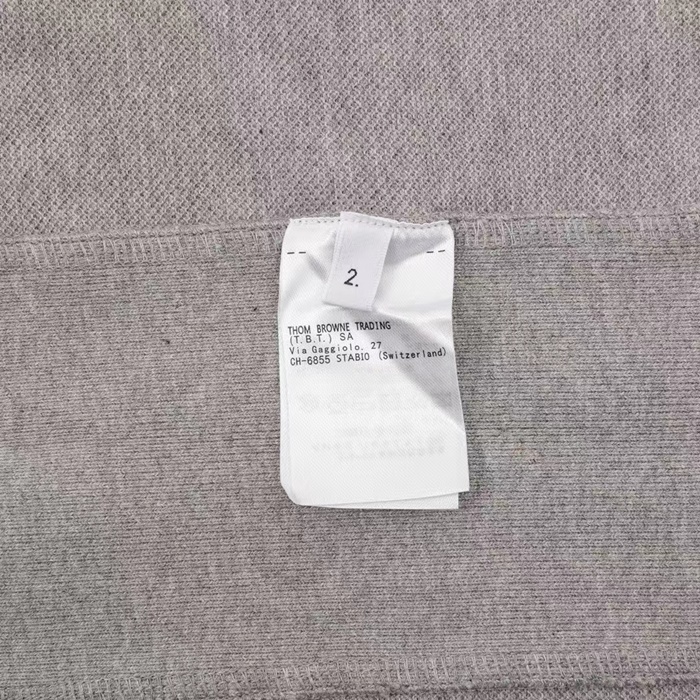 2.
THOM BROWNE TRADING
(T.B.T.) SA
Via Gaggiolo. 27
CH-6855 STABIO (Switzerland)